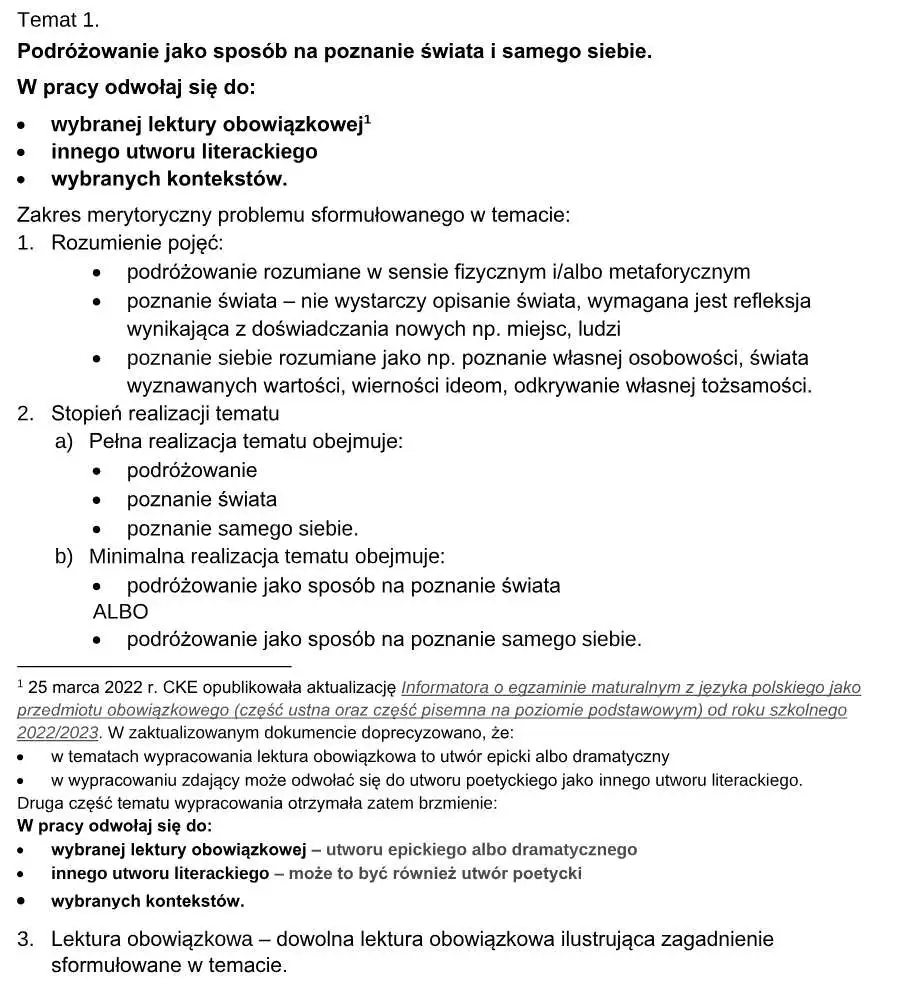 Temat 1.
Podróżowanie jako sposób na poznanie świata i samego siebie.
W pracy odwołaj się do:
• wybranej lektury obowiązkowej¹
• innego utworu literackiego
• wybranych kontekstów.
Zakres merytoryczny problemu sformułowanego w temacie:
1. Rozumienie pojęć:
• podróżowanie rozumiane w sensie fizycznym i/albo metaforycznym
• poznanie świata – nie wystarczy opisanie świata, wymagana jest refleksja
wynikająca z doświadczania nowych np. miejsc, ludzi
• poznanie siebie rozumiane jako np. poznanie własnej osobowości, świata
wyznawanych wartości, wierności ideom, odkrywanie własnej tożsamości.
2. Stopień realizacji tematu
a) Pełna realizacja tematu obejmuje:
• podróżowanie
• poznanie świata
• poznanie samego siebie.
b) Minimalna realizacja tematu obejmuje:
• podróżowanie jako sposób na poznanie świata
ALBO
• podróżowanie jako sposób na poznanie samego siebie.
¹ 25 marca 2022 r. CKE opublikowała aktualizację Informatora o egzaminie maturalnym z języka polskiego jako
przedmiotu obowiązkowego (część ustna oraz część pisemna na poziomie podstawowym) od roku szkolnego
2022/2023. W zaktualizowanym dokumencie doprecyzowano, że:
• w tematach wypracowania lektura obowiązkowa to utwór epicki albo dramatyczny
• w wypracowaniu zdający może odwołać się do utworu poetyckiego jako innego utworu literackiego.
Druga część tematu wypracowania otrzymała zatem brzmienie:
W pracy odwołaj się do:
• wybranej lektury obowiązkowej – utworu epickiego albo dramatycznego
• innego utworu literackiego – może to być również utwór poetycki
• wybranych kontekstów.
3. Lektura obowiązkowa – dowolna lektura obowiązkowa ilustrująca zagadnienie
sformułowane w temacie.